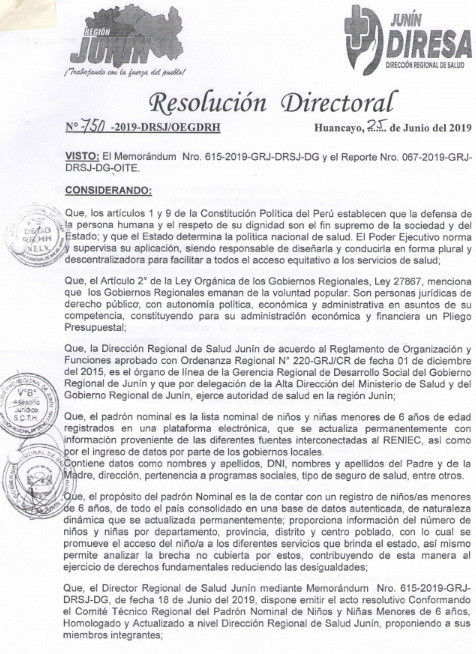 REGIÓN
JUNÍN
¡Trabajando con la fuerza del pueblo!
JUNÍN
DIRESA
DIRECCIÓN REGIONAL DE SALUD
Resolución Directoral
N° 750 -2019-DRSJ/OEGDRH
Huancayo, 25 de Junio del 2019
VISTO: El Memorándum Nro. 615-2019-GRJ-DRSJ-DG y el Reporte Nro. 067-2019-GRJ-
DRSJ-DG-OITE.
CONSIDERANDO:
Que, los artículos 1 y 9 de la Constitución Política del Perú establecen que la defensa de
la persona humana y el respeto de su dignidad son el fin supremo de la sociedad y del
Estado; y que el Estado determina la política nacional de salud. El Poder Ejecutivo norma
y supervisa su aplicación, siendo responsable de diseñarla y conducirla en forma plural y
descentralizadora para facilitar a todos el acceso equitativo a los servicios de salud;
Que, el Artículo 2° de la Ley Orgánica de los Gobiernos Regionales, Ley 27867, menciona
que los Gobiernos Regionales emanan de la voluntad popular. Son personas jurídicas de
derecho público, con autonomía política, económica y administrativa en asuntos de su
competencia, constituyendo para su administración económica y financiera un Pliego
Presupuestal;
Que, la Dirección Regional de Salud Junín de acuerdo al Reglamento de Organización y
Funciones aprobado con Ordenanza Regional N° 220-GRJ/CR de fecha 01 de diciembre
del 2015, es el órgano de línea de la Gerencia Regional de Desarrollo Social del Gobierno
Regional de Junín y que por delegación de la Alta Dirección del Ministerio de Salud y del
Gobierno Regional de Junín, ejerce autoridad de salud en la región Junín;
V°B°
Asesoría
Jurídica
Que, el padrón nominal es la lista nominal de niños y niñas menores de 6 años de edad
registrados en una plataforma electrónica, que se actualiza permanentemente con
información proveniente de las diferentes fuentes interconectadas al RENIEC, así como
por el ingreso de datos por parte de los gobiernos locales.
Contiene datos como nombres y apellidos, DNI, nombres y apellidos del Padre y de la
Madre, dirección, pertenencia a programas sociales, tipo de seguro de salud, entre otros.
Que, el propósito del padrón Nominal es la de contar con un registro de niños/as menores
de 6 años, de todo el país consolidado en una base de datos autenticada, de naturaleza
dinámica que se actualiza permanentemente; proporciona información del número de
niños y niñas por departamento, provincia, distrito y centro poblado, con lo cual se
promueve el acceso del niño/a a los diferentes servicios que brinda el estado, así mismo
permite analizar la brecha no cubierta por estos, contribuyendo de esta manera al
ejercicio de derechos fundamentales reduciendo las desigualdades;
Que, el Director Regional de Salud Junín mediante Memorándum Nro. 615-2019-GRJ-
DRSJ-DG, de fecha 18 de Junio del 2019, dispone emitir el acto resolutivo Conformando
el Comité Técnico Regional del Padrón Nominal de Niños y Niñas Menores de 6 años,
Homologado y Actualizado a nivel Dirección Regional de Salud Junín, proponiendo a sus
miembros integrantes;